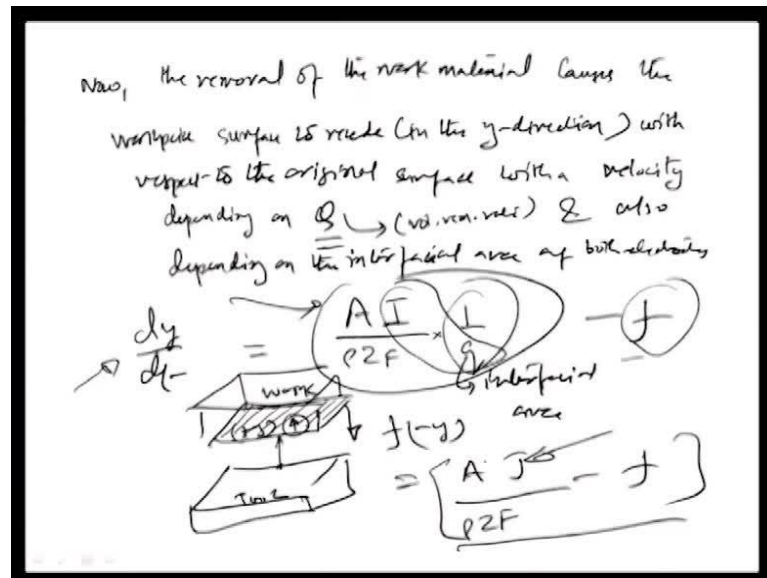 Now, the removal of the work material causes the
workpiece surface to recede (in the y-direction) with
respect to the original surface with a velocity
depending on Q → (vol. rem. rate) & also
depending on the interfacial area of both electrodes
dy/dt = A I / ρZF × 1/a - f
interfacial
area
work
f(-y)
Tool
= [ A J / ρZF - f ]